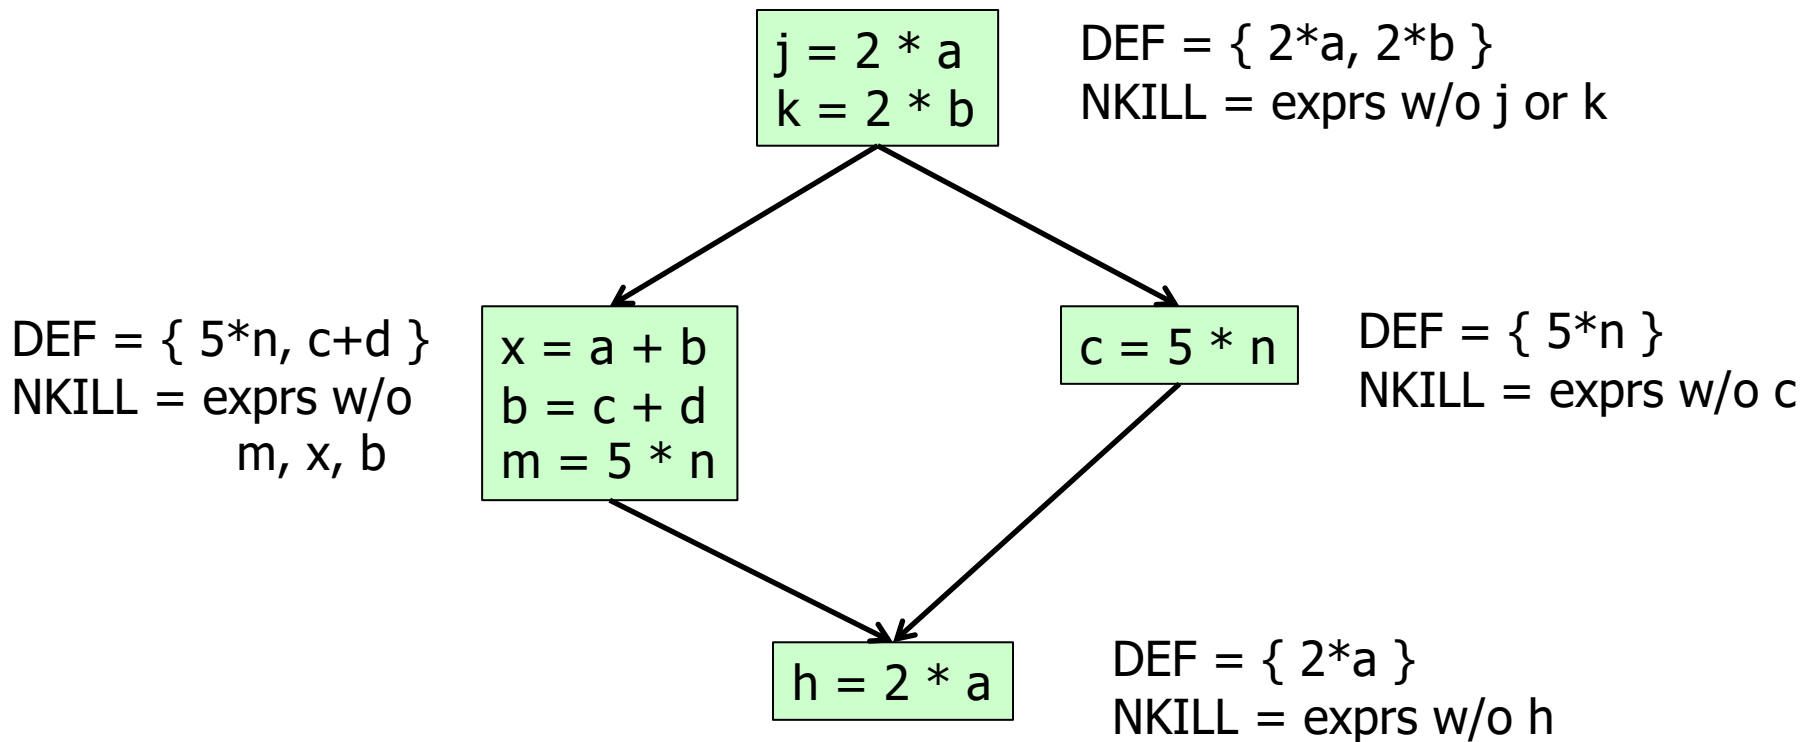 j = 2 * a
k = 2 * b
DEF = { 2*a, 2*b }
NKILL = exprs w/o j or k
DEF = { 5*n, c+d }
NKILL = exprs w/o
m, x, b
x = a + b
b = c + d
m = 5 * n
c = 5 * n
DEF = { 5*n }
NKILL = exprs w/o c
h = 2 * a
DEF = { 2*a }
NKILL = exprs w/o h